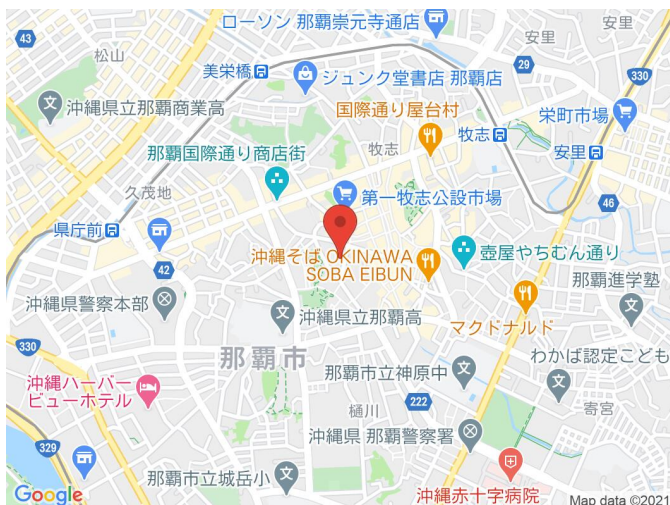 ローソン 那覇崇元寺通店
43
安里
松山
29
安里
美栄橋
ジュンク堂書店 那覇店
330
沖縄県立那覇商業高
国際通り屋台村
栄町市場
牧志
那覇国際通り商店街
牧志
安里
久茂地
第一牧志公設市場
46
県庁前
沖縄そば OKINAWA
SOBA EIBUN
壺屋やちむん通り
42
那覇進学塾
沖縄県警察本部
沖縄県立那覇高
マクドナルド
330
那覇市
わかば認定こども
沖縄ハーバー
ビューホテル
那覇市立神原中
222
樋川
寄宮
沖縄県 那覇警察署
329
那覇市立城岳小
沖縄赤十字病院
Google
Map data ©2021